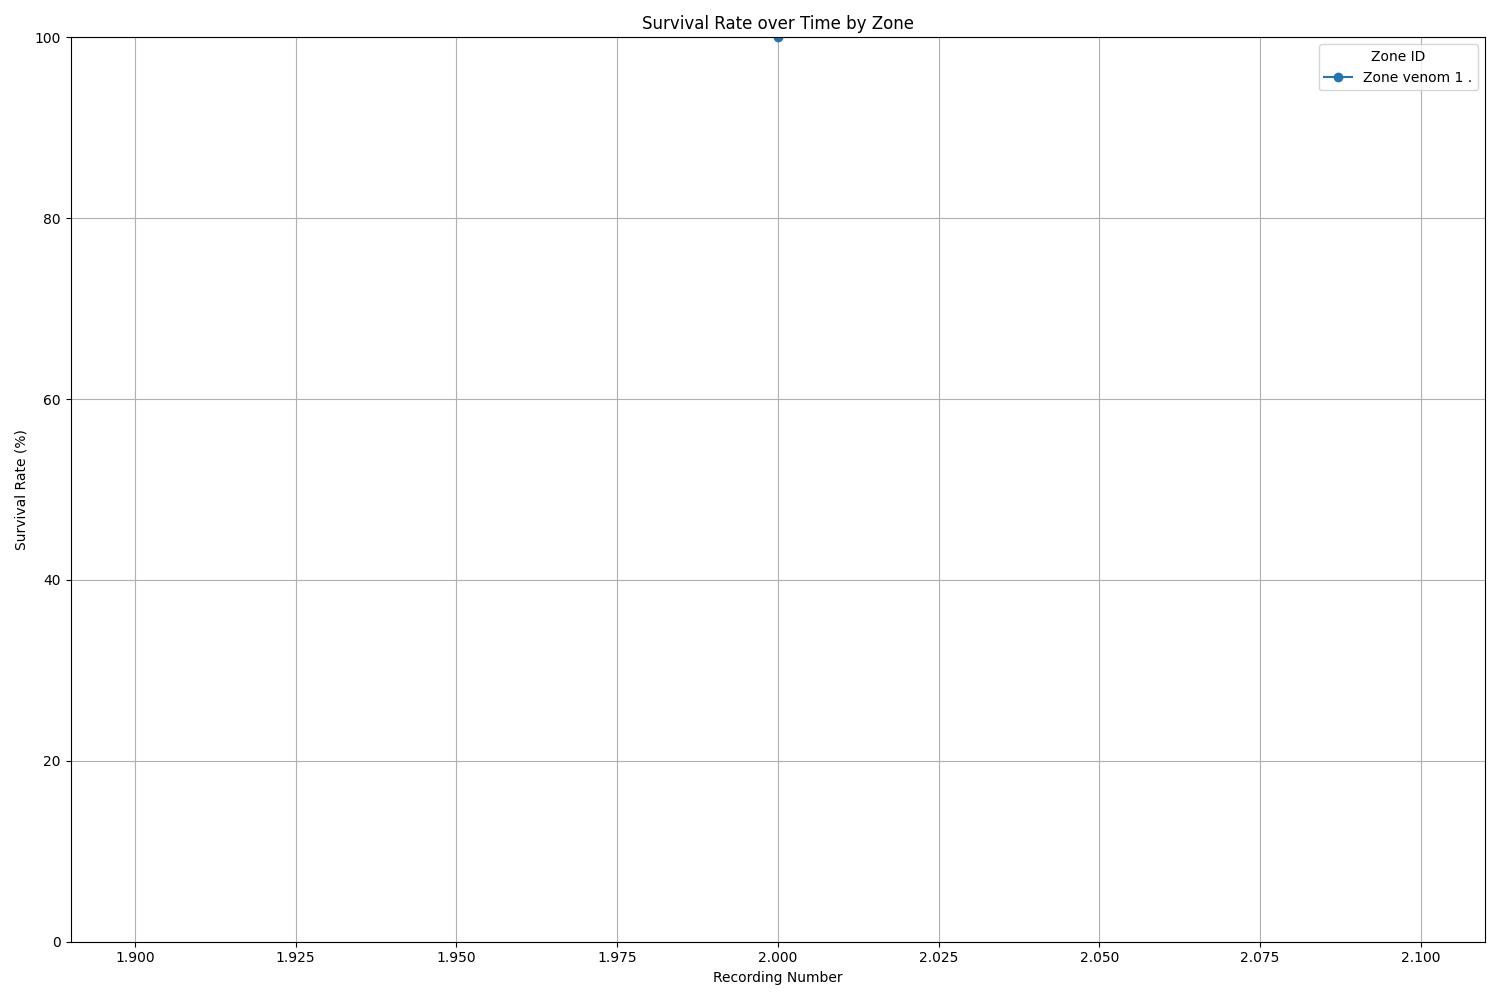 Survival Rate over Time by Zone
100
80
60
40
20
0
Survival Rate (%)
Zone ID
Zone venom 1 .
1.900 1.925 1.950 1.975 2.000 2.025 2.050 2.075 2.100
Recording Number